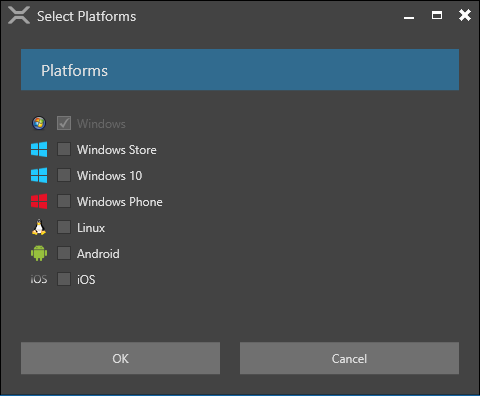 Select Platforms
Platforms
Windows
Windows Store
Windows 10
Windows Phone
Linux
Android
iOS iOS
OK Cancel